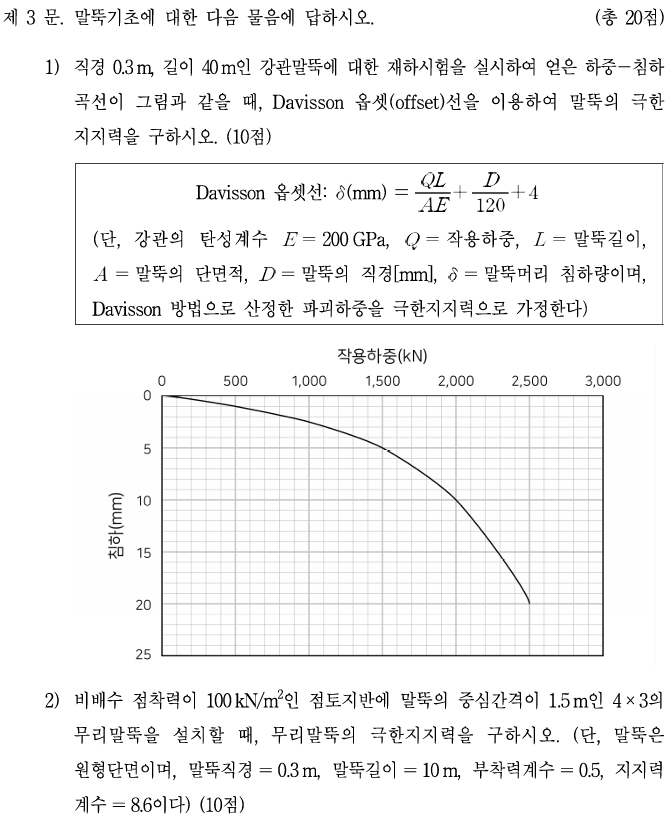 제 3 문. 말뚝기초에 대한 다음 물음에 답하시오. (총 20점)
1) 직경 0.3 m, 길이 40 m인 강관말뚝에 대한 재하시험을 실시하여 얻은 하중-침하
곡선이 그림과 같을 때, Davisson 옵셋(offset)선을 이용하여 말뚝의 극한
지지력을 구하시오. (10점)
Davisson 옵셋선: δ(mm) = QL/AE + D/120 + 4
(단, 강관의 탄성계수 E = 200 GPa, Q = 작용하중, L = 말뚝길이,
A = 말뚝의 단면적, D = 말뚝의 직경[mm], δ = 말뚝머리 침하량이며,
Davisson 방법으로 산정한 파괴하중을 극한지지력으로 가정한다)
작용하중(kN)
0 500 1,000 1,500 2,000 2,500 3,000
0
5
10
15
20
25
침하(mm)
2) 비배수 점착력이 100 kN/m²인 점토지반에 말뚝의 중심간격이 1.5 m인 4 × 3의
무리말뚝을 설치할 때, 무리말뚝의 극한지지력을 구하시오. (단, 말뚝은
원형단면이며, 말뚝직경 = 0.3 m, 말뚝길이 = 10 m, 부착력계수 = 0.5, 지지력
계수 = 8.6이다) (10점)